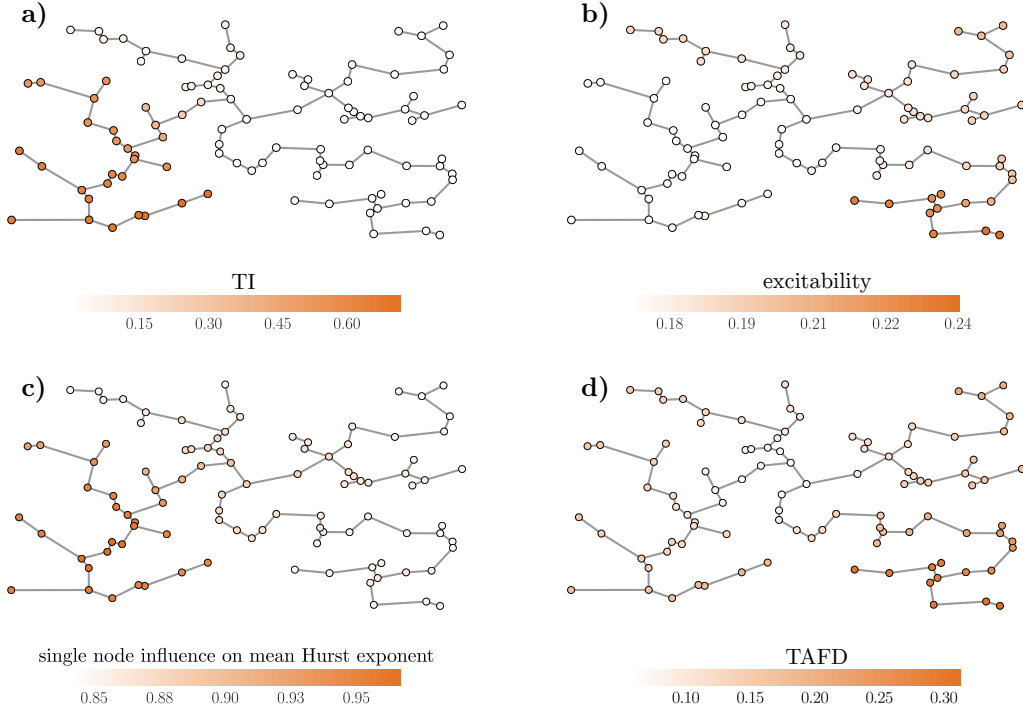 a)
b)
TI
0.15 0.30 0.45 0.60
excitability
0.18 0.19 0.21 0.22 0.24
c)
d)
single node influence on mean Hurst exponent
0.85 0.88 0.90 0.93 0.95
TAFD
0.10 0.15 0.20 0.25 0.30